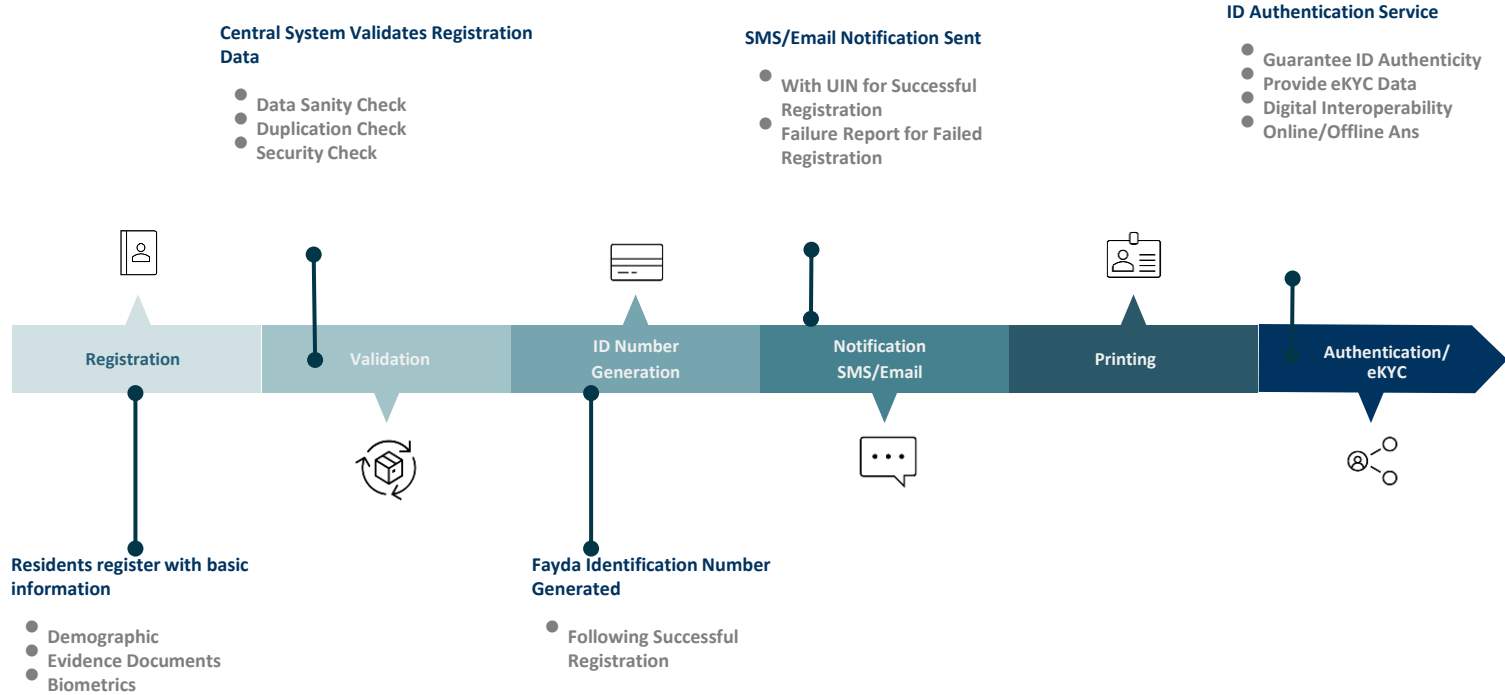 ID Authentication Service
Guarantee ID Authenticity
Provide eKYC Data
Digital Interoperability
Online/Offline Ans
Central System Validates Registration
Data
Data Sanity Check
Duplication Check
Security Check
SMS/Email Notification Sent
With UIN for Successful
Registration
Failure Report for Failed
Registration
Registration
Validation
ID Number
Generation
Notification
SMS/Email
Printing
Authentication/
eKYC
Residents register with basic
information
Demographic
Evidence Documents
Biometrics
Fayda Identification Number
Generated
Following Successful
Registration